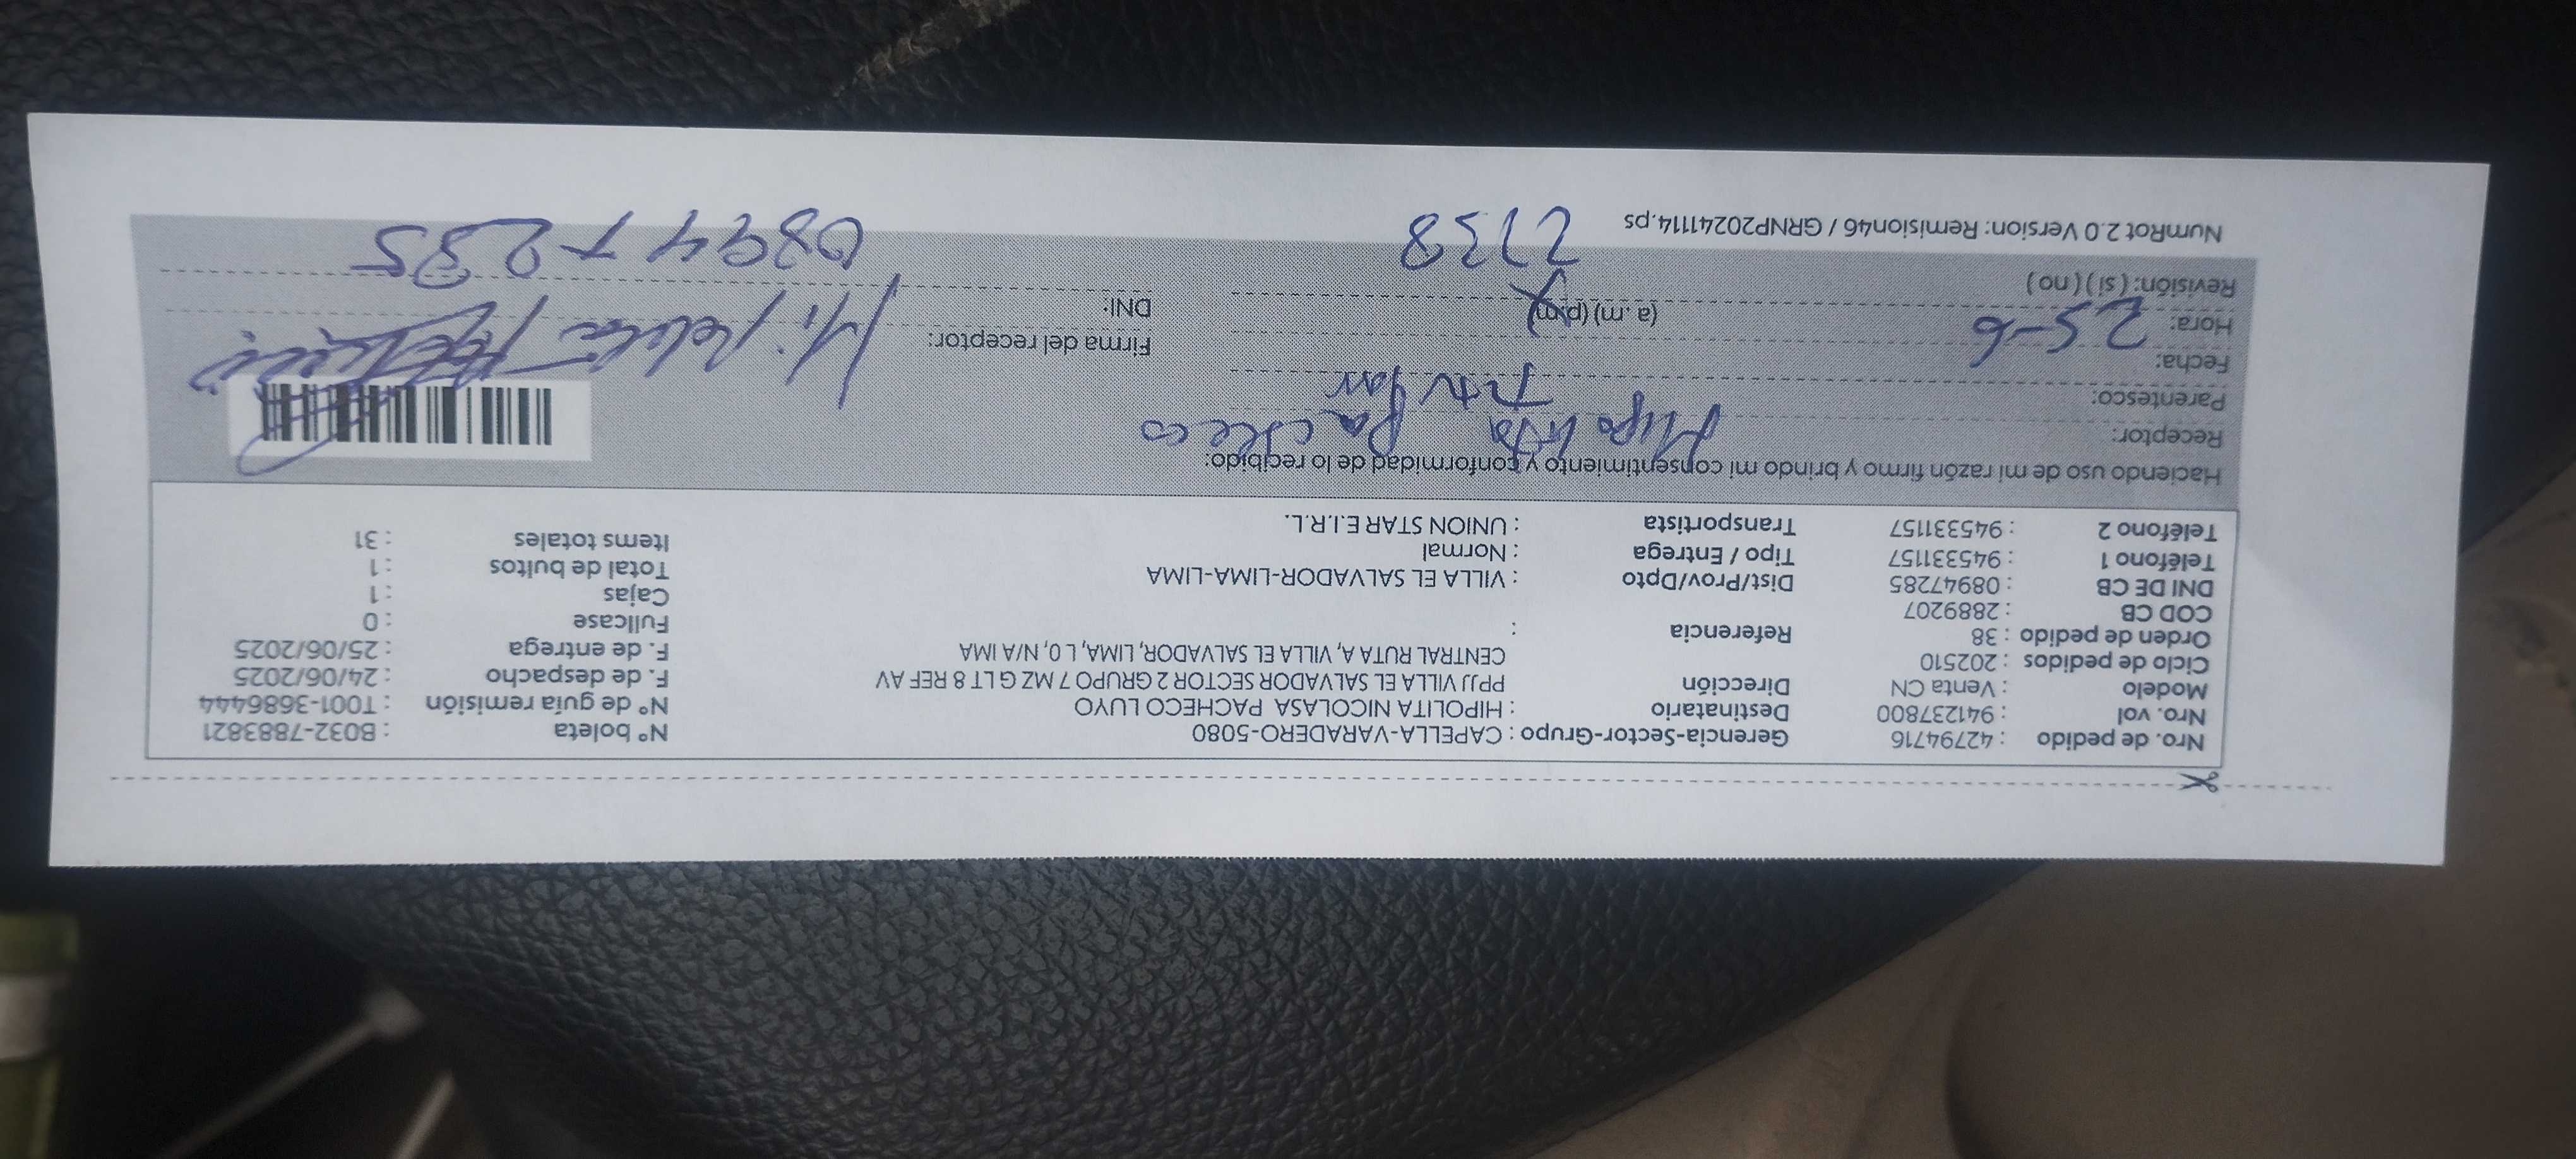 Nro. de pedido : 42794716 Gerencia-Sector-Grupo : CAPELLA-VARADERO-5080 N° boleta : B032-7883821
Nro. vol : 941237800 Destinatario : HIPOLITA NICOLASA PACHECO LUYO N° de guía remisión : T001-3686444
Modelo : Venta CN Dirección PPJJ VILLA EL SALVADOR SECTOR 2 GRUPO 7 MZ G LT 8 REF AV F. de despacho : 24/06/2025
Ciclo de pedidos : 202510 CENTRAL RUTA A, VILLA EL SALVADOR, LIMA, L 0, N/A IMA F. de entrega : 25/06/2025
Orden de pedido : 38 Referencia : Fullcase : 0
COD CB : 2889207 Cajas : 1
DNI DE CB : 08947285 Dist/Prov/Dpto : VILLA EL SALVADOR-LIMA-LIMA Total de bultos : 1
Teléfono 1 : 945331157 Tipo / Entrega : Normal Items totales : 31
Teléfono 2 : 945331157 Transportista : UNION STAR E.I.R.L.
Haciendo uso de mi razón firmo y brindo mi consentimiento y conformidad de lo recibido:
Receptor: Hipolita Pacheco
Parentesco:
Fecha: 25-6 Firma del receptor: Hipolita
Hora: (a.m) (p.m) DNI: 08947285
Revisión: ( si ) ( no )
NumRot 2.0 Version: Remision46 / GRNP20241114.ps